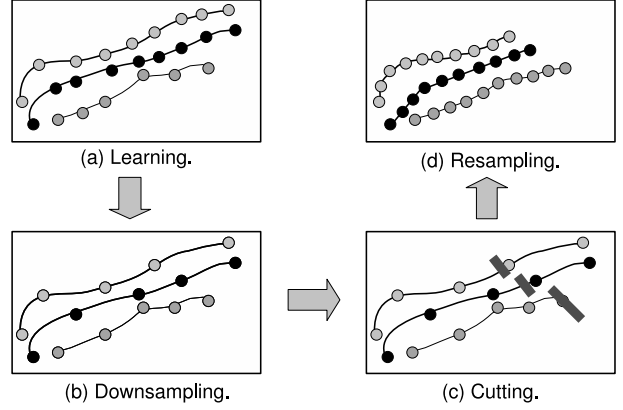 (a) Learning.
(d) Resampling.
(b) Downsampling.
(c) Cutting.